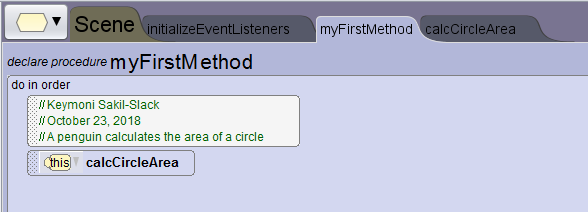 Scene initializeEventListeners myFirstMethod calcCircleArea
declare procedure myFirstMethod
do in order
// Keymoni Sakil-Slack
// October 23, 2018
// A penguin calculates the area of a circle
this calcCircleArea